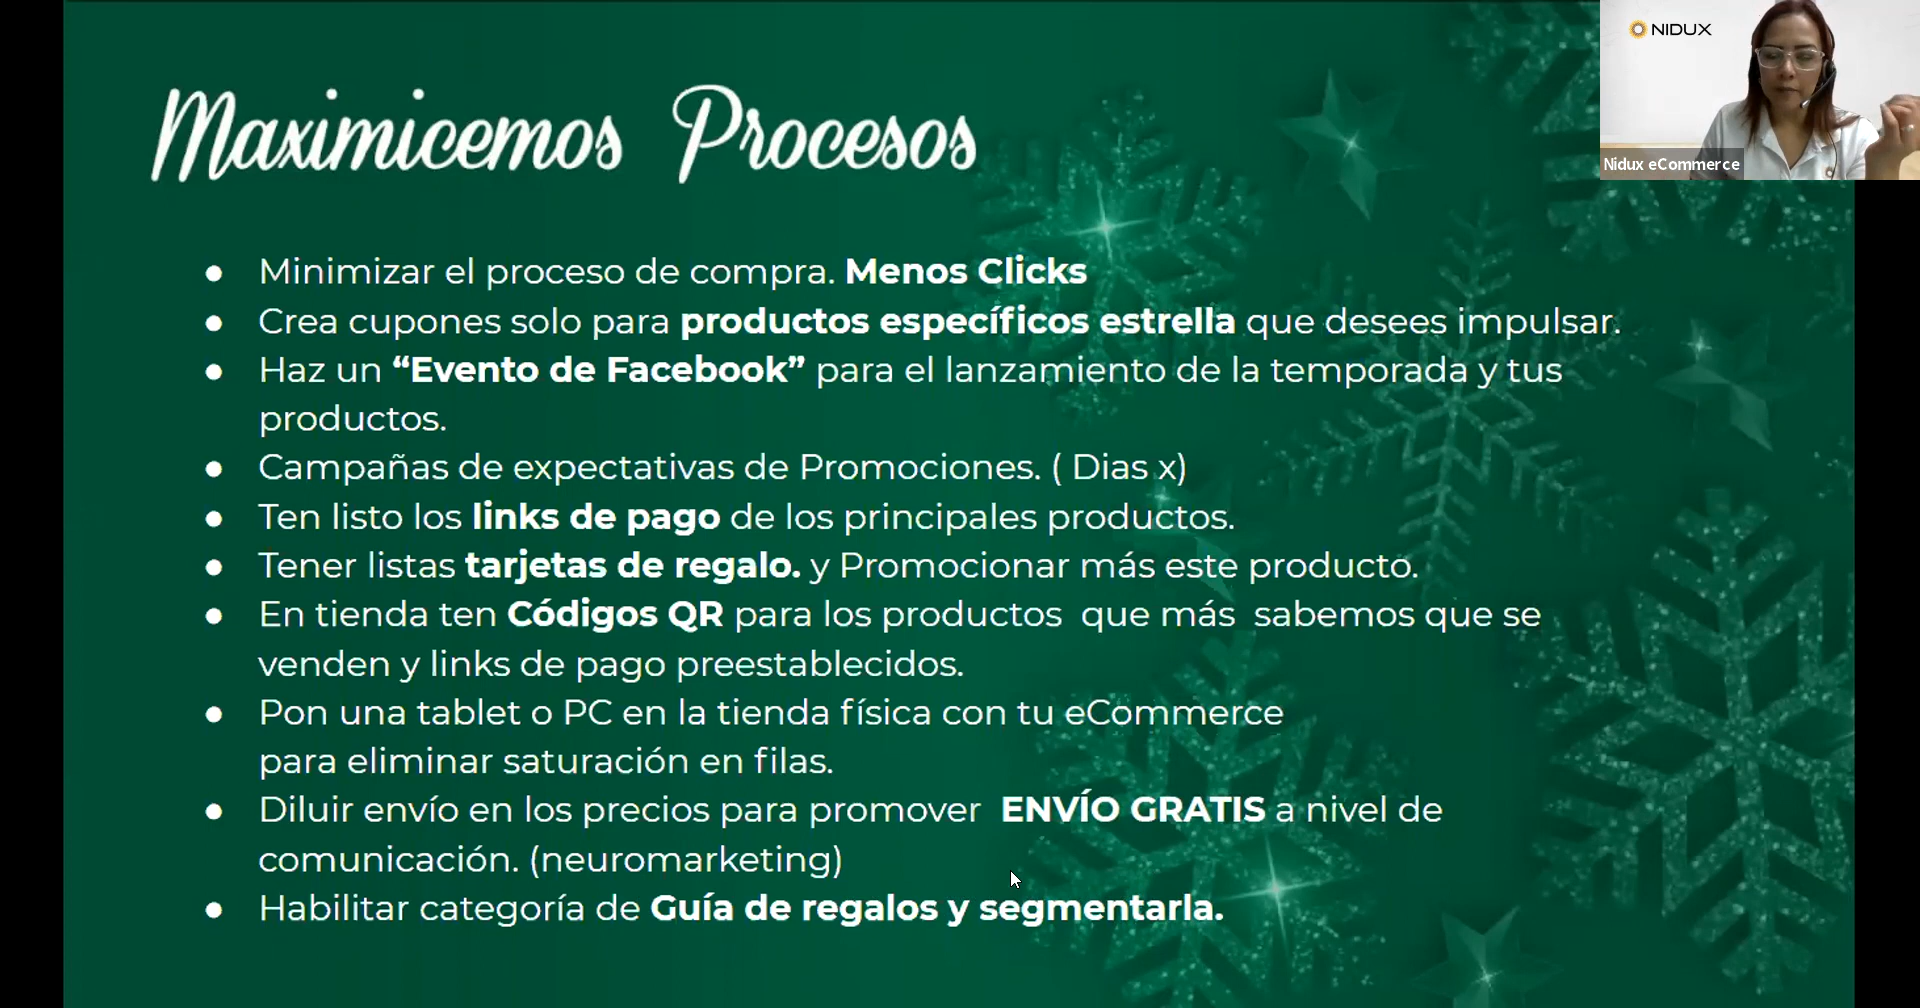 Maximicemos Procesos
NIDUX
Nidux eCommerce
● Minimizar el proceso de compra. Menos Clicks
● Crea cupones solo para productos específicos estrella que desees impulsar.
● Haz un “Evento de Facebook” para el lanzamiento de la temporada y tus
productos.
● Campañas de expectativas de Promociones. ( Dias x)
● Ten listo los links de pago de los principales productos.
● Tener listas tarjetas de regalo. y Promocionar más este producto.
● En tienda ten Códigos QR para los productos que más sabemos que se
venden y links de pago preestablecidos.
● Pon una tablet o PC en la tienda física con tu eCommerce
para eliminar saturación en filas.
● Diluir envío en los precios para promover ENVÍO GRATIS a nivel de
comunicación. (neuromarketing)
● Habilitar categoría de Guía de regalos y segmentarla.